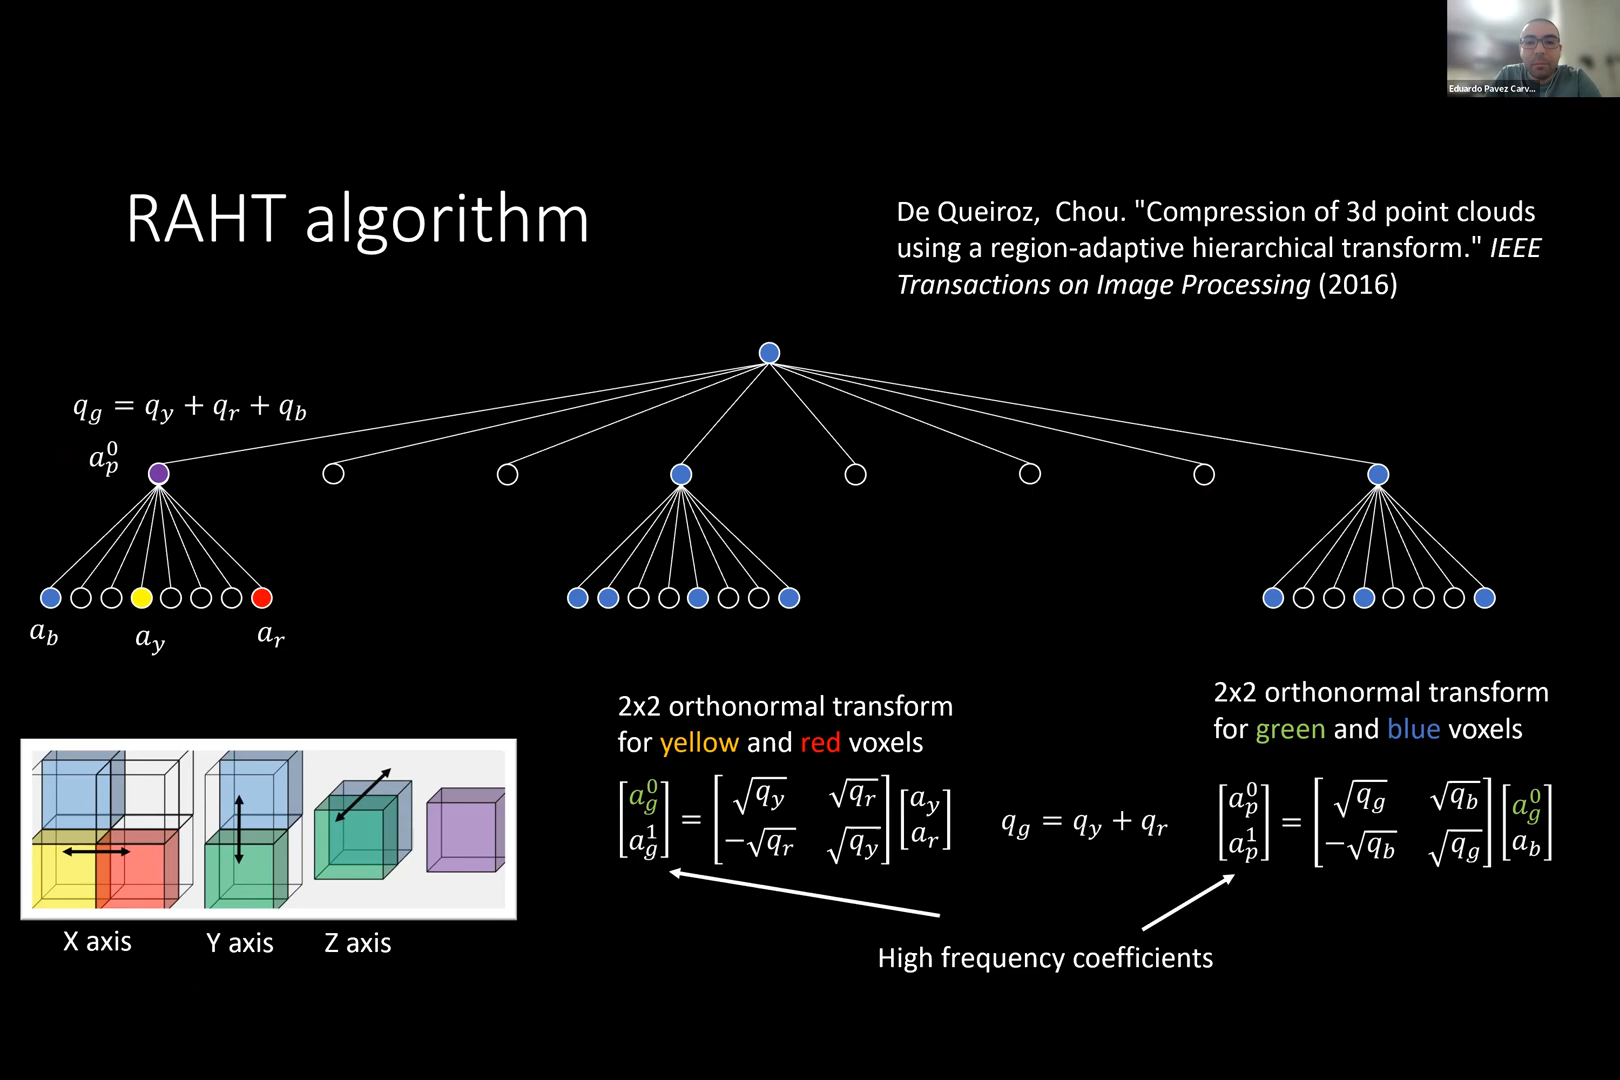 Eduardo Pavez Carv...
RAHT algorithm
De Queiroz, Chou. "Compression of 3d point clouds
using a region-adaptive hierarchical transform." IEEE
Transactions on Image Processing (2016)
q_g = q_y + q_r + q_b
a_p^0
a_b a_y a_r
2x2 orthonormal transform
for yellow and red voxels
[a_g^0 a_g^1] = [√q_y √q_r −√q_r √q_y] [a_y a_r]
q_g = q_y + q_r
2x2 orthonormal transform
for green and blue voxels
[a_p^0 a_p^1] = [√q_g √q_b −√q_b √q_g] [a_g^0 a_b]
X axis Y axis Z axis
High frequency coefficients